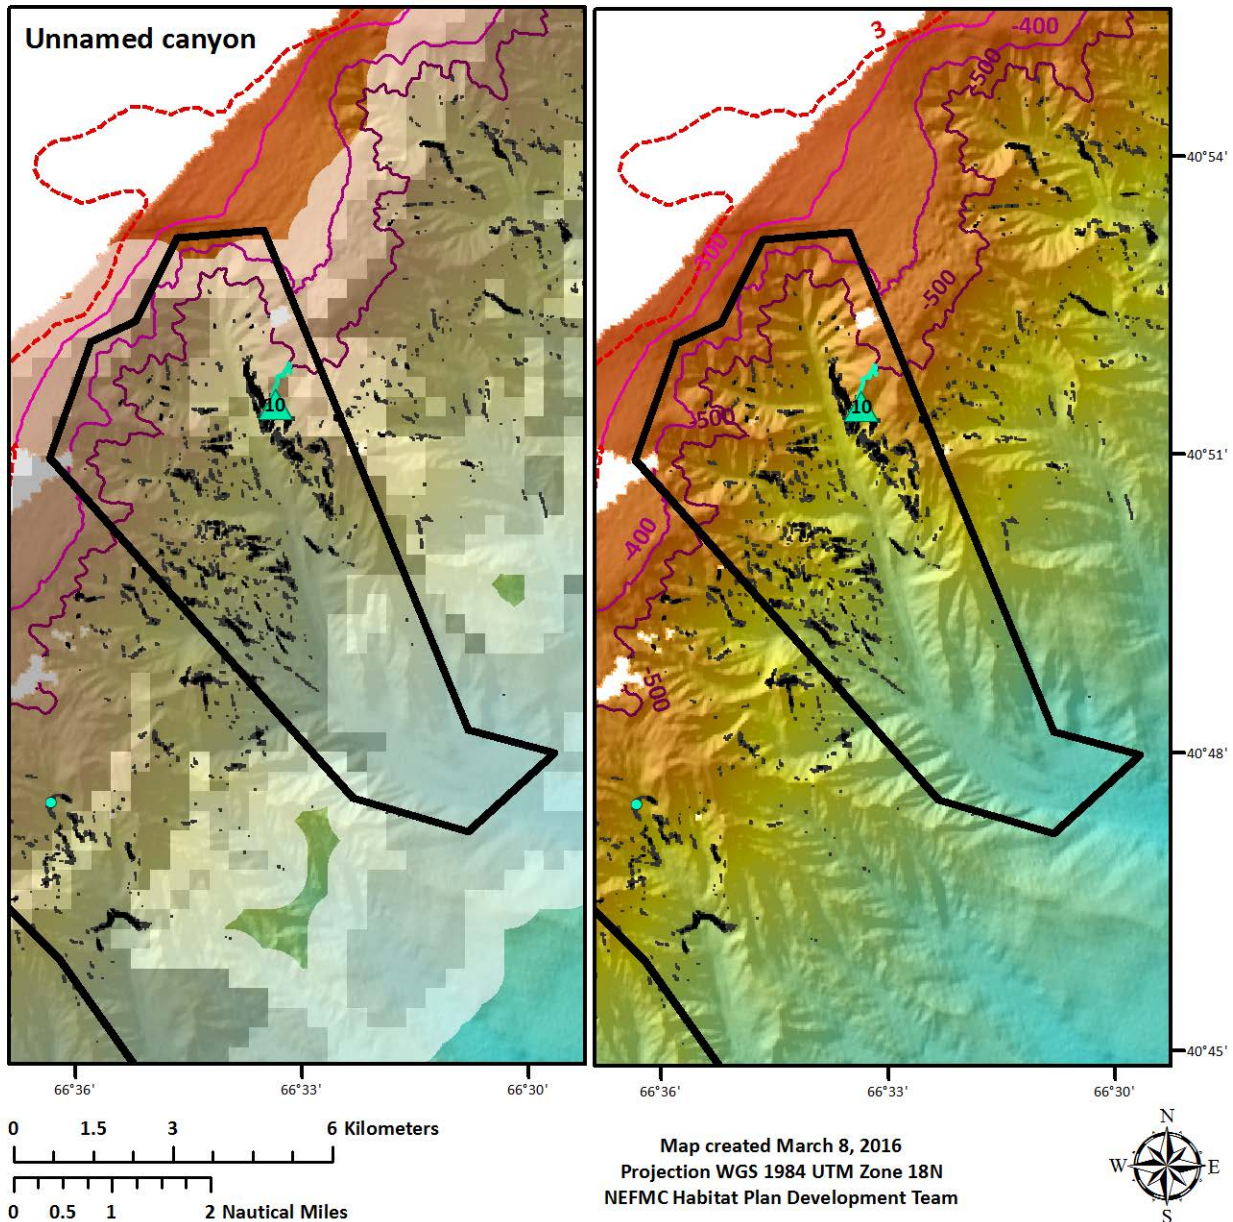 Unnamed canyon
10
3
-400
-500
-300
-500
10
-500
-400
-500
40°54'
40°51'
40°48'
40°45'
66°36'
66°33'
66°30'
66°36'
66°33'
66°30'
0 1.5 3 6 Kilometers
0 0.5 1 2 Nautical Miles
Map created March 8, 2016
Projection WGS 1984 UTM Zone 18N
NEFMC Habitat Plan Development Team
N
W E
S